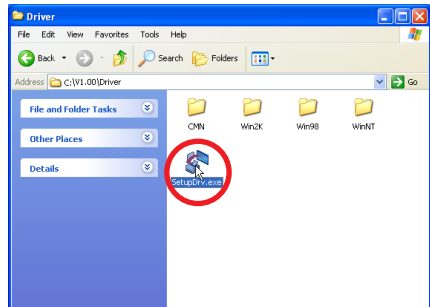 Driver
File Edit View Favorites Tools Help
Back Search Folders
Address C:\V1.00\Driver Go
File and Folder Tasks
Other Places
Details
CMN Win2K Win98 WinNT
SetupDrv.exe